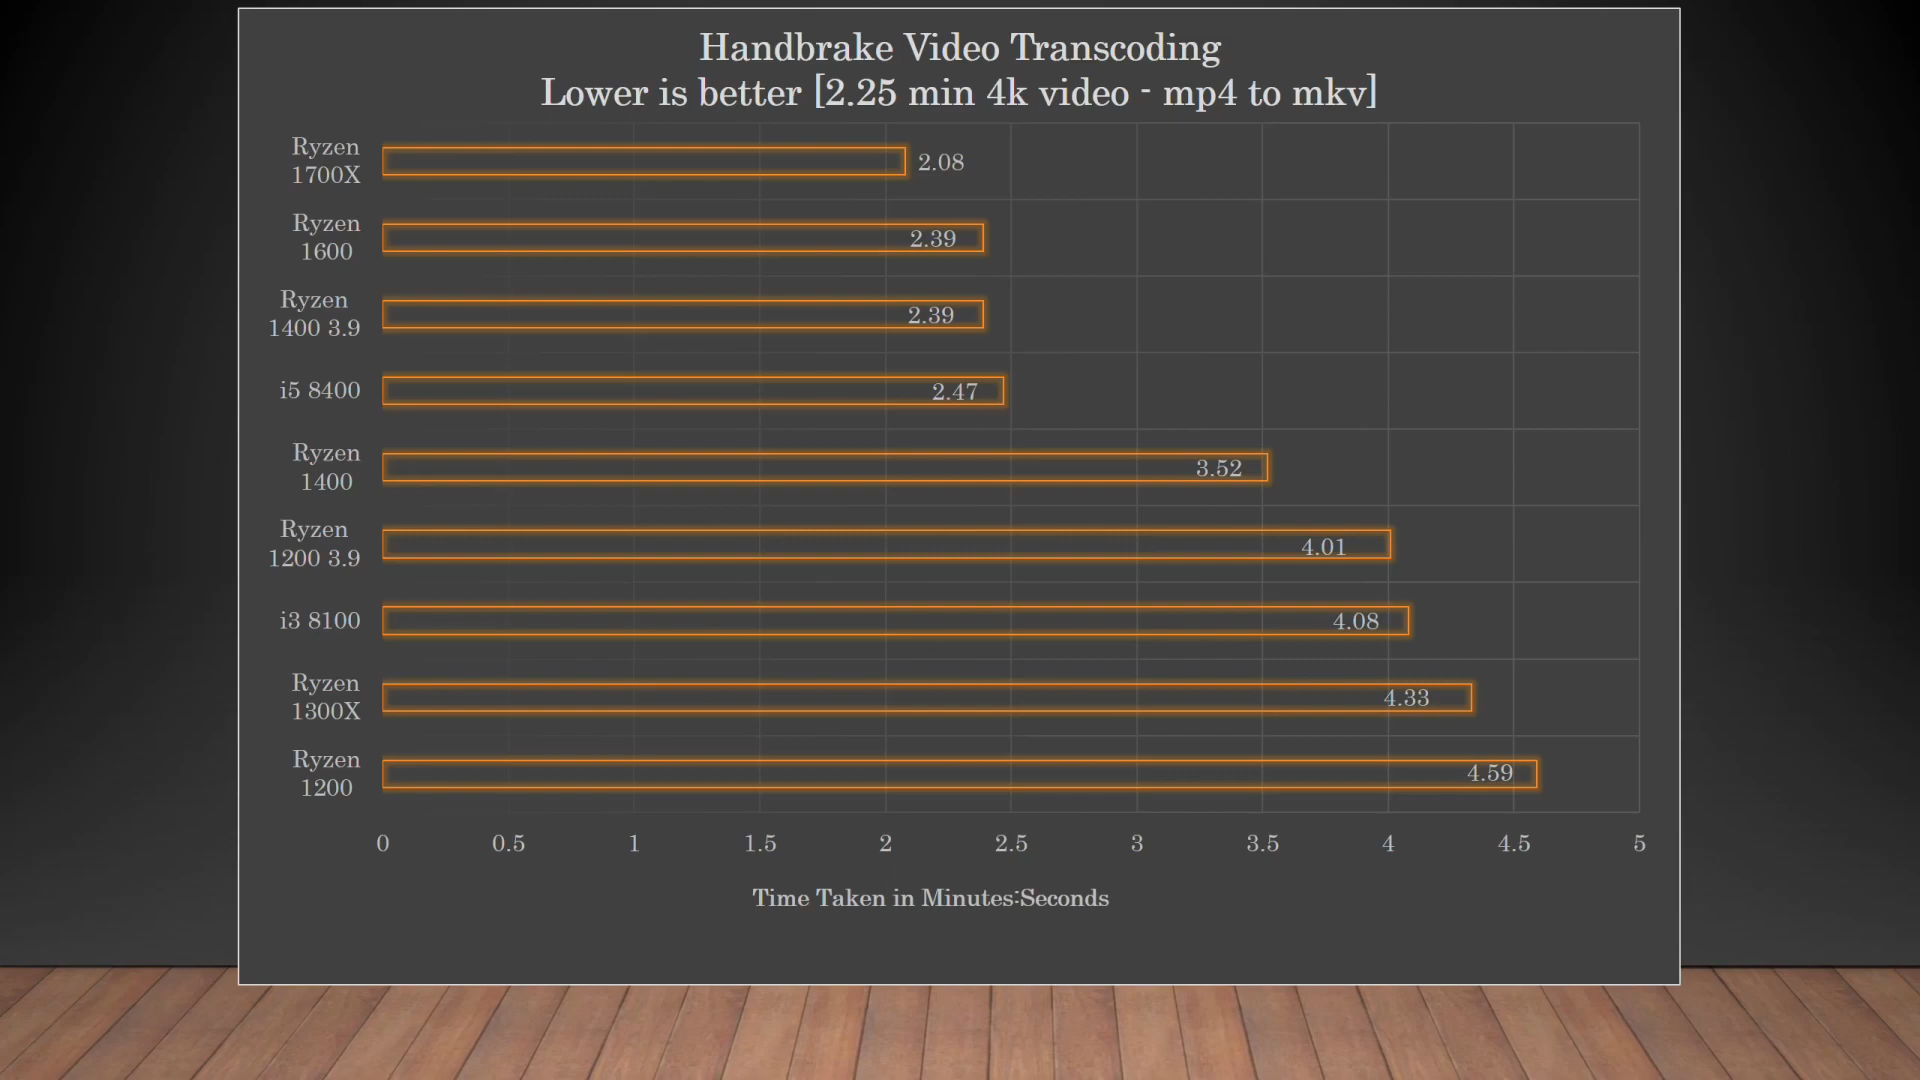 Handbrake Video Transcoding
Lower is better [2.25 min 4k video - mp4 to mkv]
Ryzen
1700X
2.08
Ryzen
1600
2.39
Ryzen
1400 3.9
2.39
i5 8400
2.47
Ryzen
1400
3.52
Ryzen
1200 3.9
4.01
i3 8100
4.08
Ryzen
1300X
4.33
Ryzen
1200
4.59
0 0.5 1 1.5 2 2.5 3 3.5 4 4.5 5
Time Taken in Minutes:Seconds